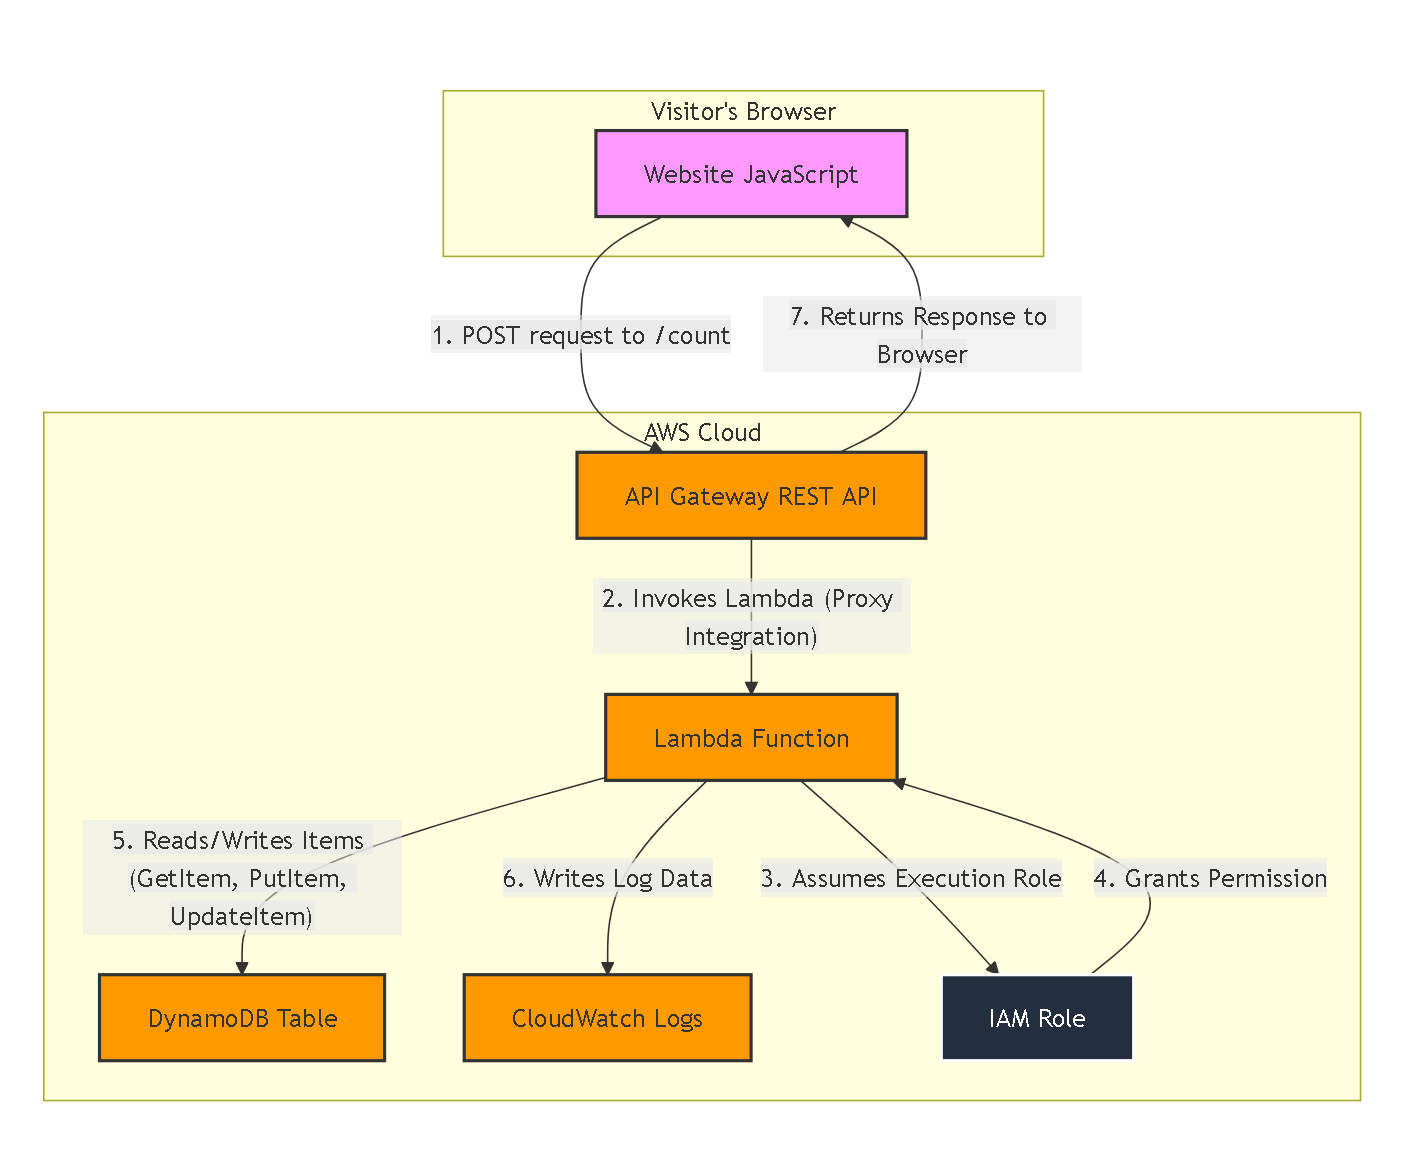 Visitor's Browser
Website JavaScript
1. POST request to /count
7. Returns Response to
Browser
AWS Cloud
API Gateway REST API
2. Invokes Lambda (Proxy
Integration)
Lambda Function
5. Reads/Writes Items
(GetItem, PutItem,
UpdateItem)
6. Writes Log Data
3. Assumes Execution Role
4. Grants Permission
DynamoDB Table
CloudWatch Logs
IAM Role